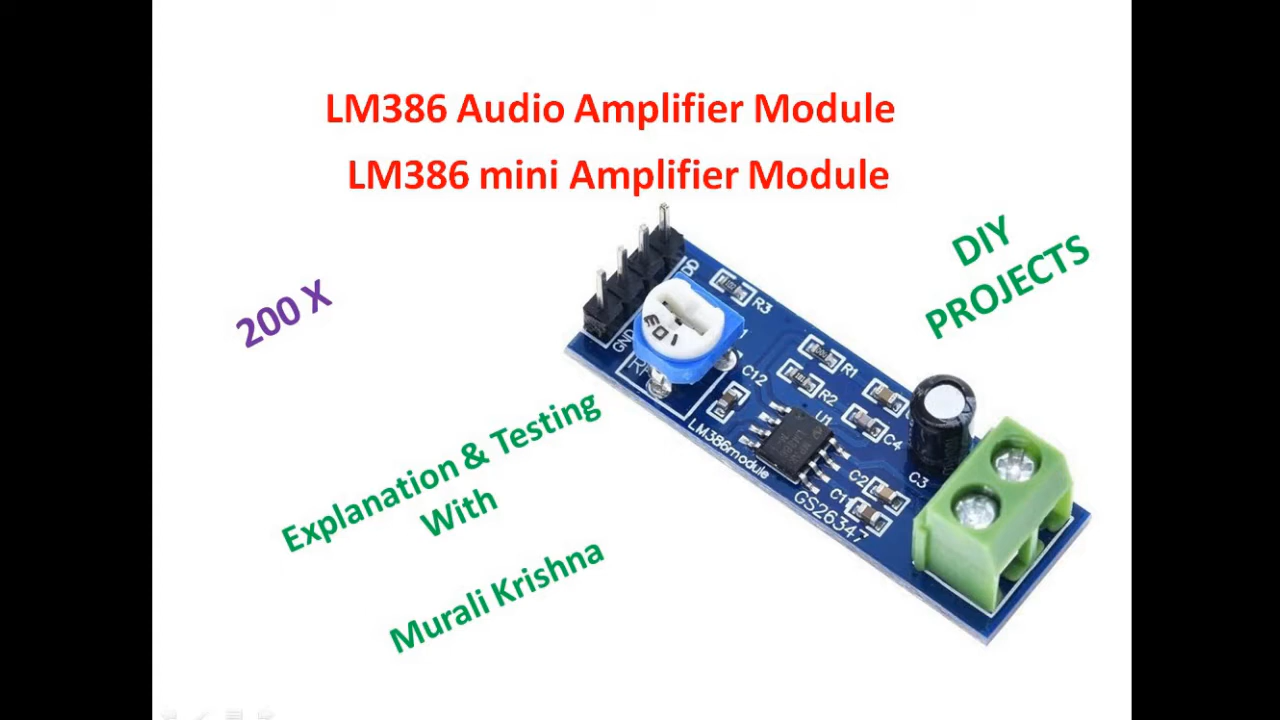 LM386 Audio Amplifier Module
LM386 mini Amplifier Module
DIY
PROJECTS
200 X
Explanation & Testing
With
Murali Krishna
GND
103
R3
C12
R1
R2
U1
C4
LM386module
C3
C2
C11
GS26347